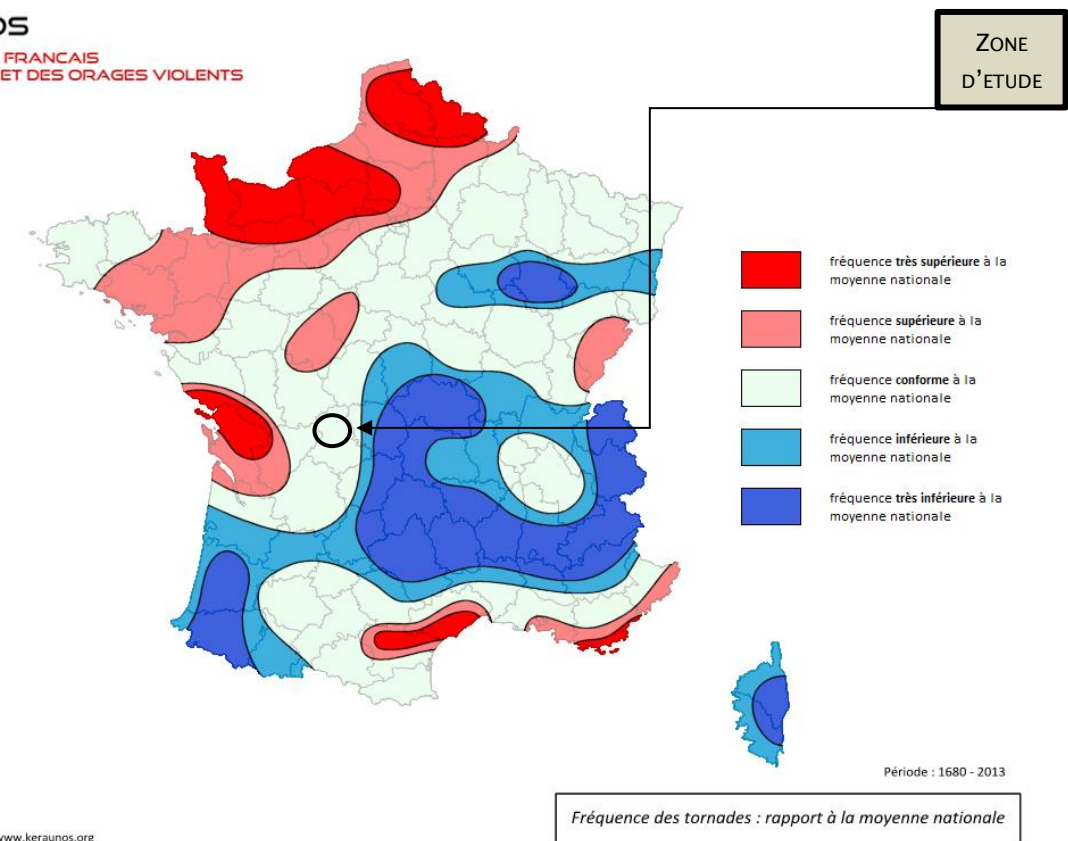 OS
FRANCAIS
ET DES ORAGES VIOLENTS
ZONE
D'ETUDE
fréquence très supérieure à la
moyenne nationale
fréquence supérieure à la
moyenne nationale
fréquence conforme à la
moyenne nationale
fréquence inférieure à la
moyenne nationale
fréquence très inférieure à la
moyenne nationale
Période : 1680 - 2013
Fréquence des tornades : rapport à la moyenne nationale
www.keraunos.org